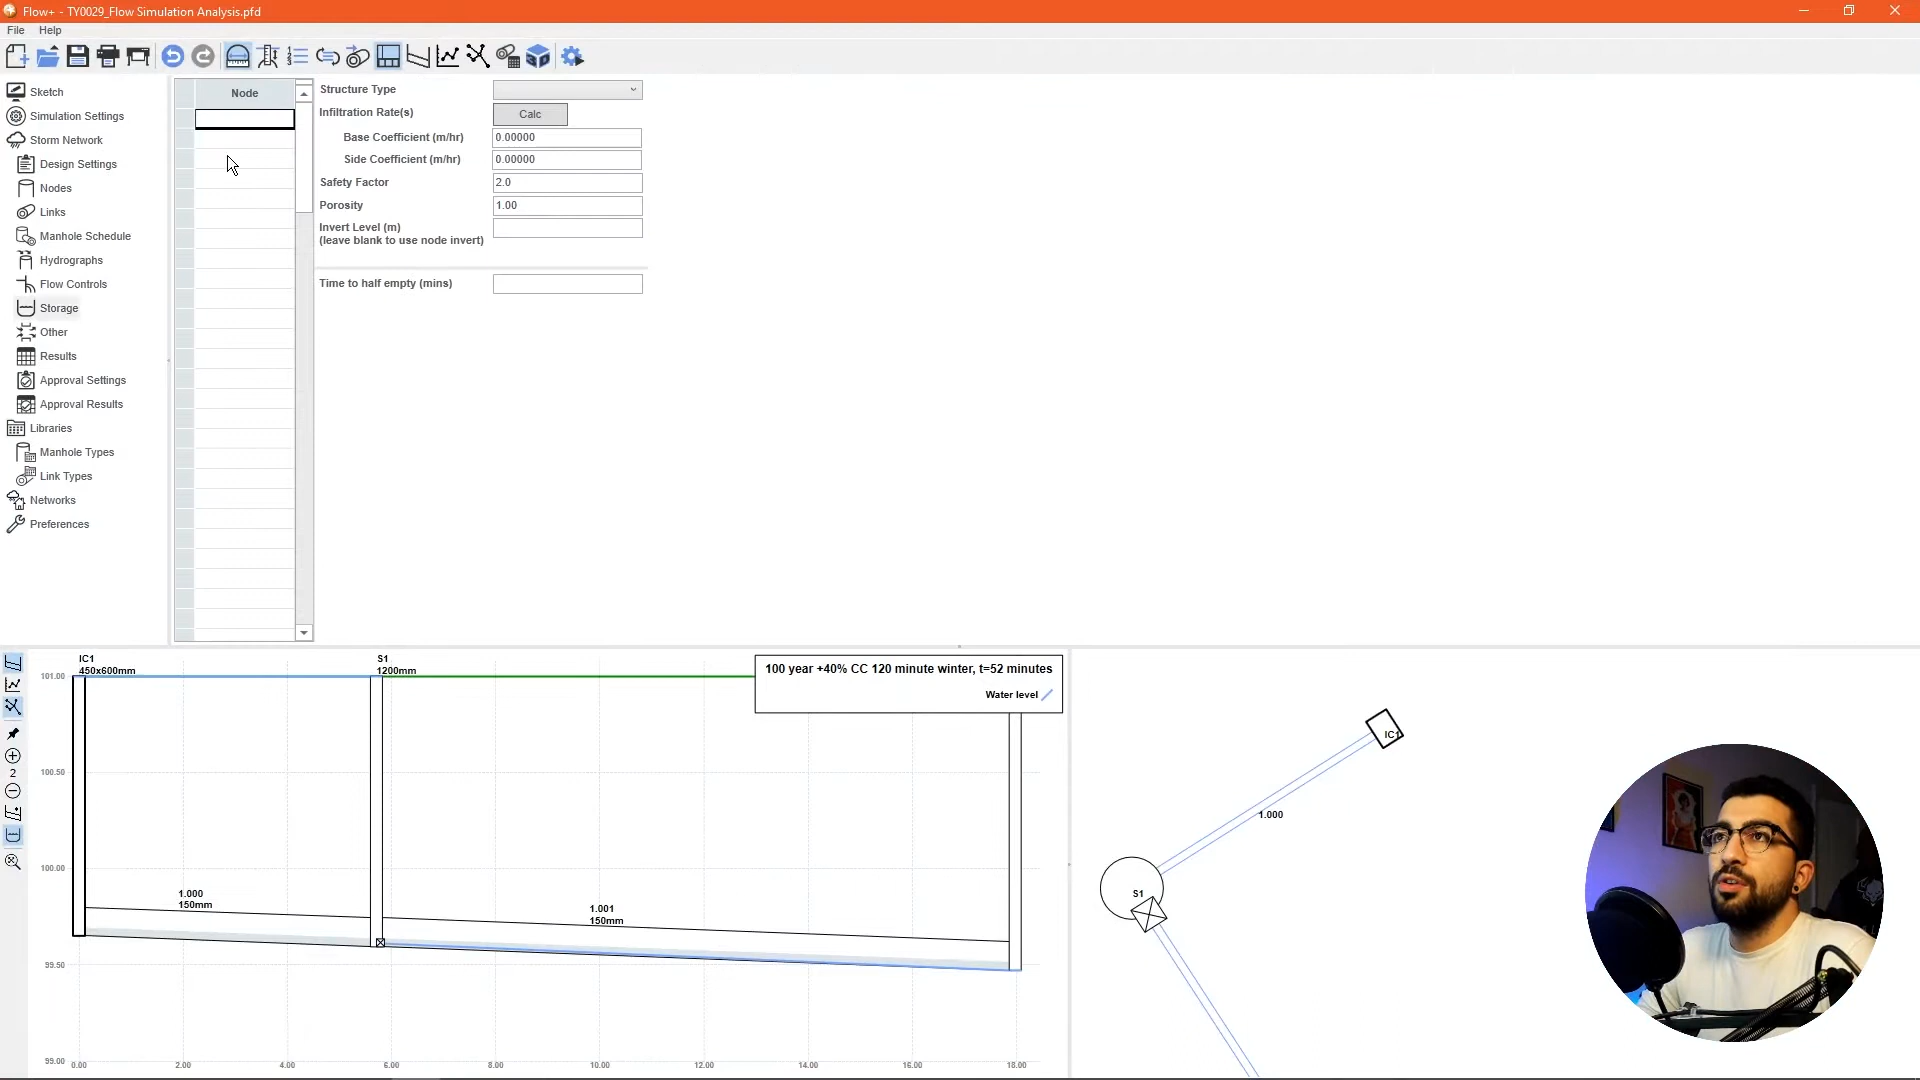 Flow+ - TY0029_Flow Simulation Analysis.pfd
File Help
Sketch
Simulation Settings
Storm Network
Design Settings
Nodes
Links
Manhole Schedule
Hydrographs
Flow Controls
Storage
Other
Results
Approval Settings
Approval Results
Libraries
Manhole Types
Link Types
Networks
Preferences
Node
Structure Type
Infiltration Rate(s) Calc
Base Coefficient (m/hr) 0.00000
Side Coefficient (m/hr) 0.00000
Safety Factor 2.0
Porosity 1.00
Invert Level (m)
(leave blank to use node invert)
Time to half empty (mins)
2
IC1
450x600mm
S1
1200mm
100 year +40% CC 120 minute winter, t=52 minutes
Water level
101.00
100.50
100.00
99.50
99.00
1.000
150mm
1.001
150mm
0.00 2.00 4.00 6.00 8.00 10.00 12.00 14.00 16.00 18.00
IC1
1.000
S1